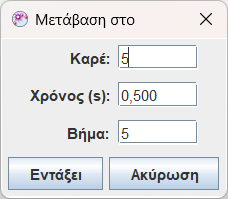 Μετάβαση στο
Καρέ: 5
Χρόνος (s): 0,500
Βήμα: 5
Εντάξει Ακύρωση